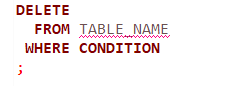 DELETE
FROM TABLE_NAME
WHERE CONDITION
;